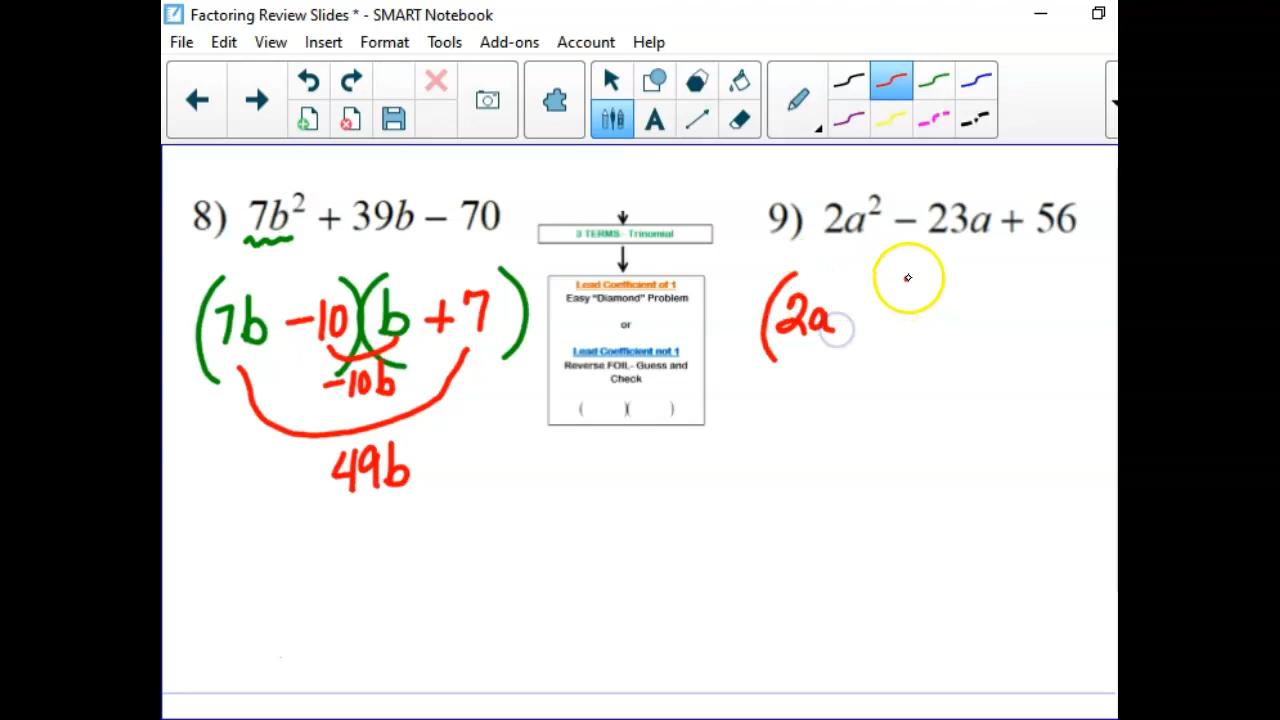 Factoring Review Slides * - SMART Notebook
File Edit View Insert Format Tools Add-ons Account Help
8) 7b² + 39b − 70
(7b − 10)(b + 7)
−10b
49b
3 TERMS- Trinomial
Lead Coefficient of 1
Easy "Diamond" Problem
or
Lead Coefficient not 1
Reverse FOIL- Guess and
Check
( )( )
9) 2a² − 23a + 56
(2a